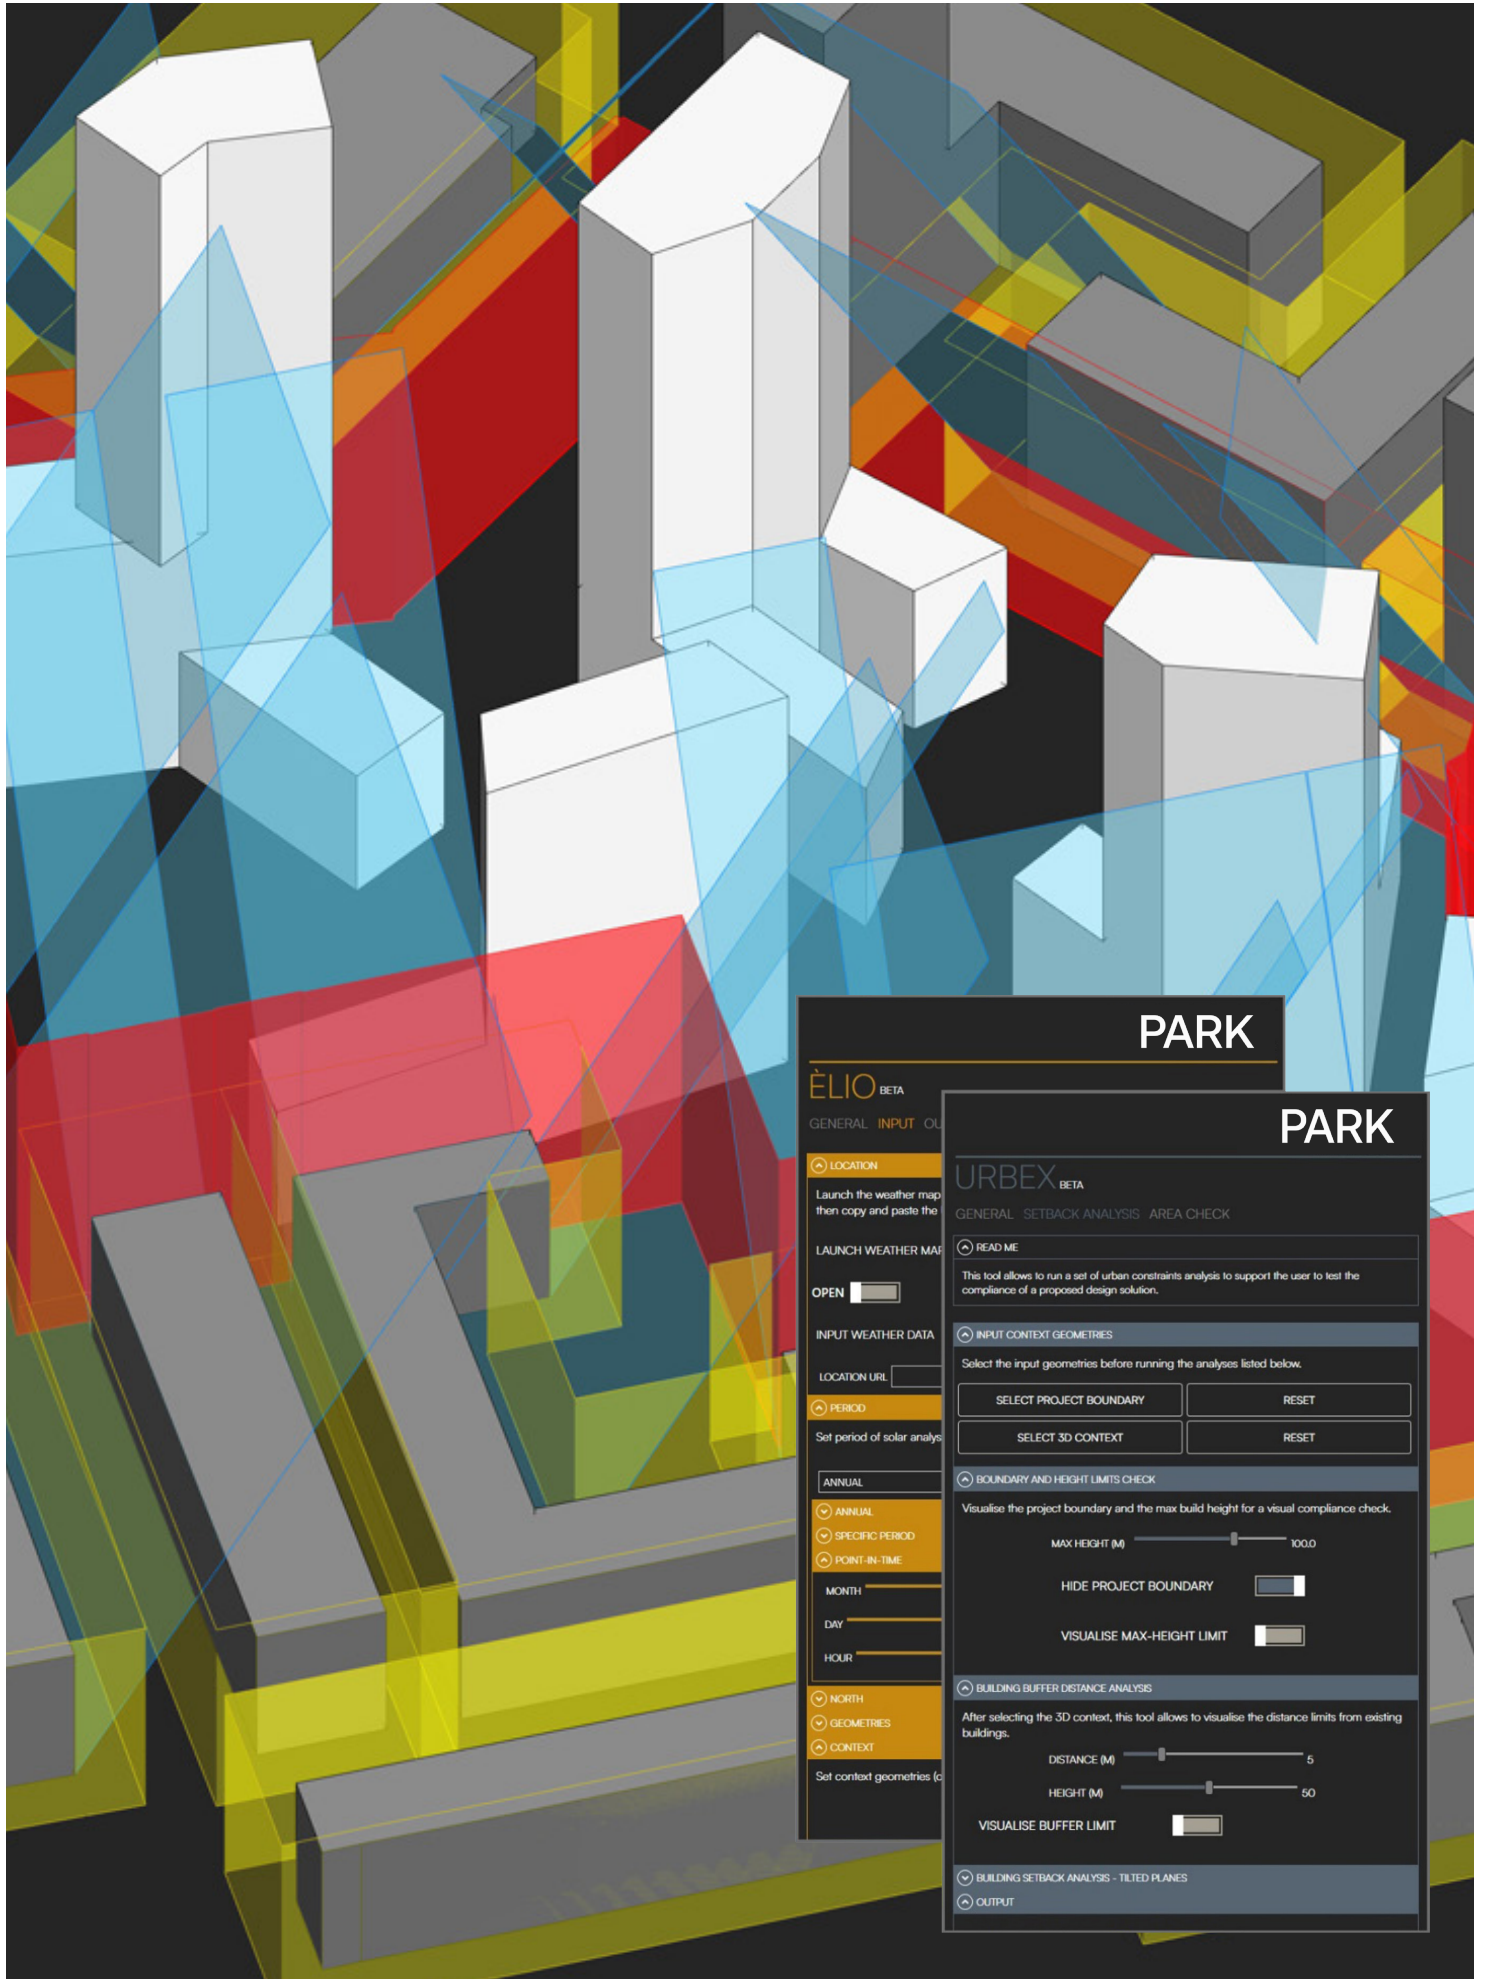 PARK
ÈLIO BETA
GENERAL INPUT OU
LOCATION
Launch the weather map
then copy and paste the
LAUNCH WEATHER MAP
OPEN
INPUT WEATHER DATA
LOCATION URL
PERIOD
Set period of solar analys
ANNUAL
ANNUAL
SPECIFIC PERIOD
POINT-IN-TIME
MONTH
DAY
HOUR
NORTH
GEOMETRIES
CONTEXT
Set context geometries (c
PARK
URBEX BETA
GENERAL SETBACK ANALYSIS AREA CHECK
READ ME
This tool allows to run a set of urban constraints analysis to support the user to test the
compliance of a proposed design solution.
INPUT CONTEXT GEOMETRIES
Select the input geometries before running the analyses listed below.
SELECT PROJECT BOUNDARY RESET
SELECT 3D CONTEXT RESET
BOUNDARY AND HEIGHT LIMITS CHECK
Visualise the project boundary and the max build height for a visual compliance check.
MAX HEIGHT (M) 100.0
HIDE PROJECT BOUNDARY
VISUALISE MAX-HEIGHT LIMIT
BUILDING BUFFER DISTANCE ANALYSIS
After selecting the 3D context, this tool allows to visualise the distance limits from existing
buildings.
DISTANCE (M) 5
HEIGHT (M) 50
VISUALISE BUFFER LIMIT
BUILDING SETBACK ANALYSIS - TILTED PLANES
OUTPUT